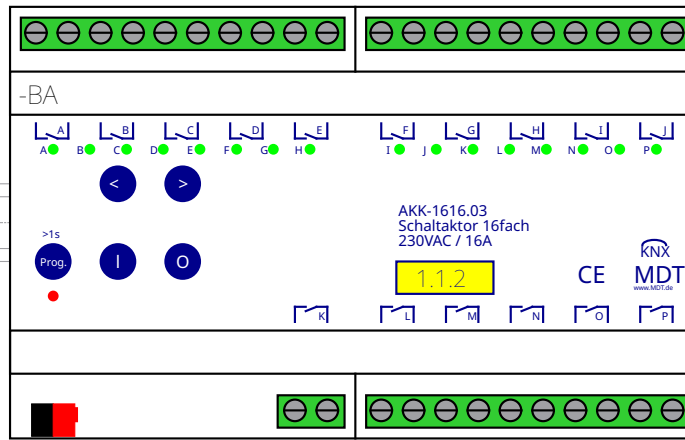 -BA
A B C D E F G H I J
A B C D E F G H I J K L M N O P
< >
AKK-1616.03
Schaltaktor 16fach
230VAC / 16A
>1s
Prog. I O
1.1.2
CE
KNX
MDT
www.MDT.de
K L M N O P